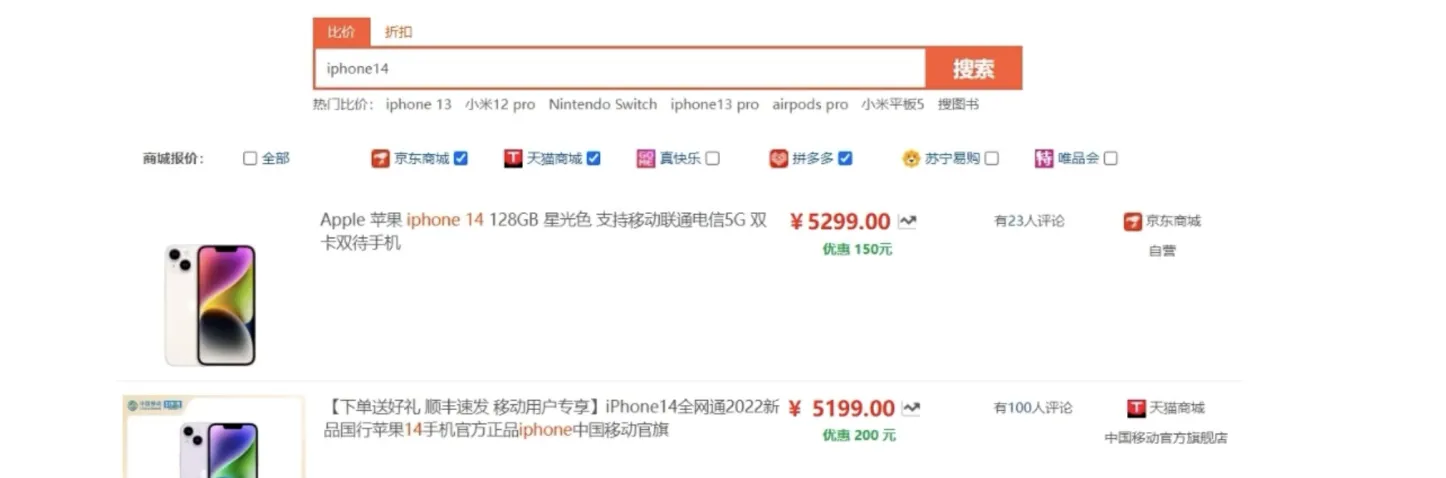 比价 折扣
iphone14 搜索
热门比价： iphone 13 小米12 pro Nintendo Switch iphone13 pro airpods pro 小米平板5 搜图书
商城报价： 全部 京东商城 天猫商城 真快乐 拼多多 苏宁易购 唯品会
Apple 苹果 iphone 14 128GB 星光色 支持移动联通电信5G 双 ¥5299.00 有23人评论 京东商城
卡双待手机 优惠 150元 自营
【下单送好礼 顺丰速发 移动用户专享】iPhone14全网通2022新 ¥ 5199.00 有100人评论 天猫商城
品国行苹果14手机官方正品iphone中国移动官旗 优惠 200 元 中国移动官方旗舰店